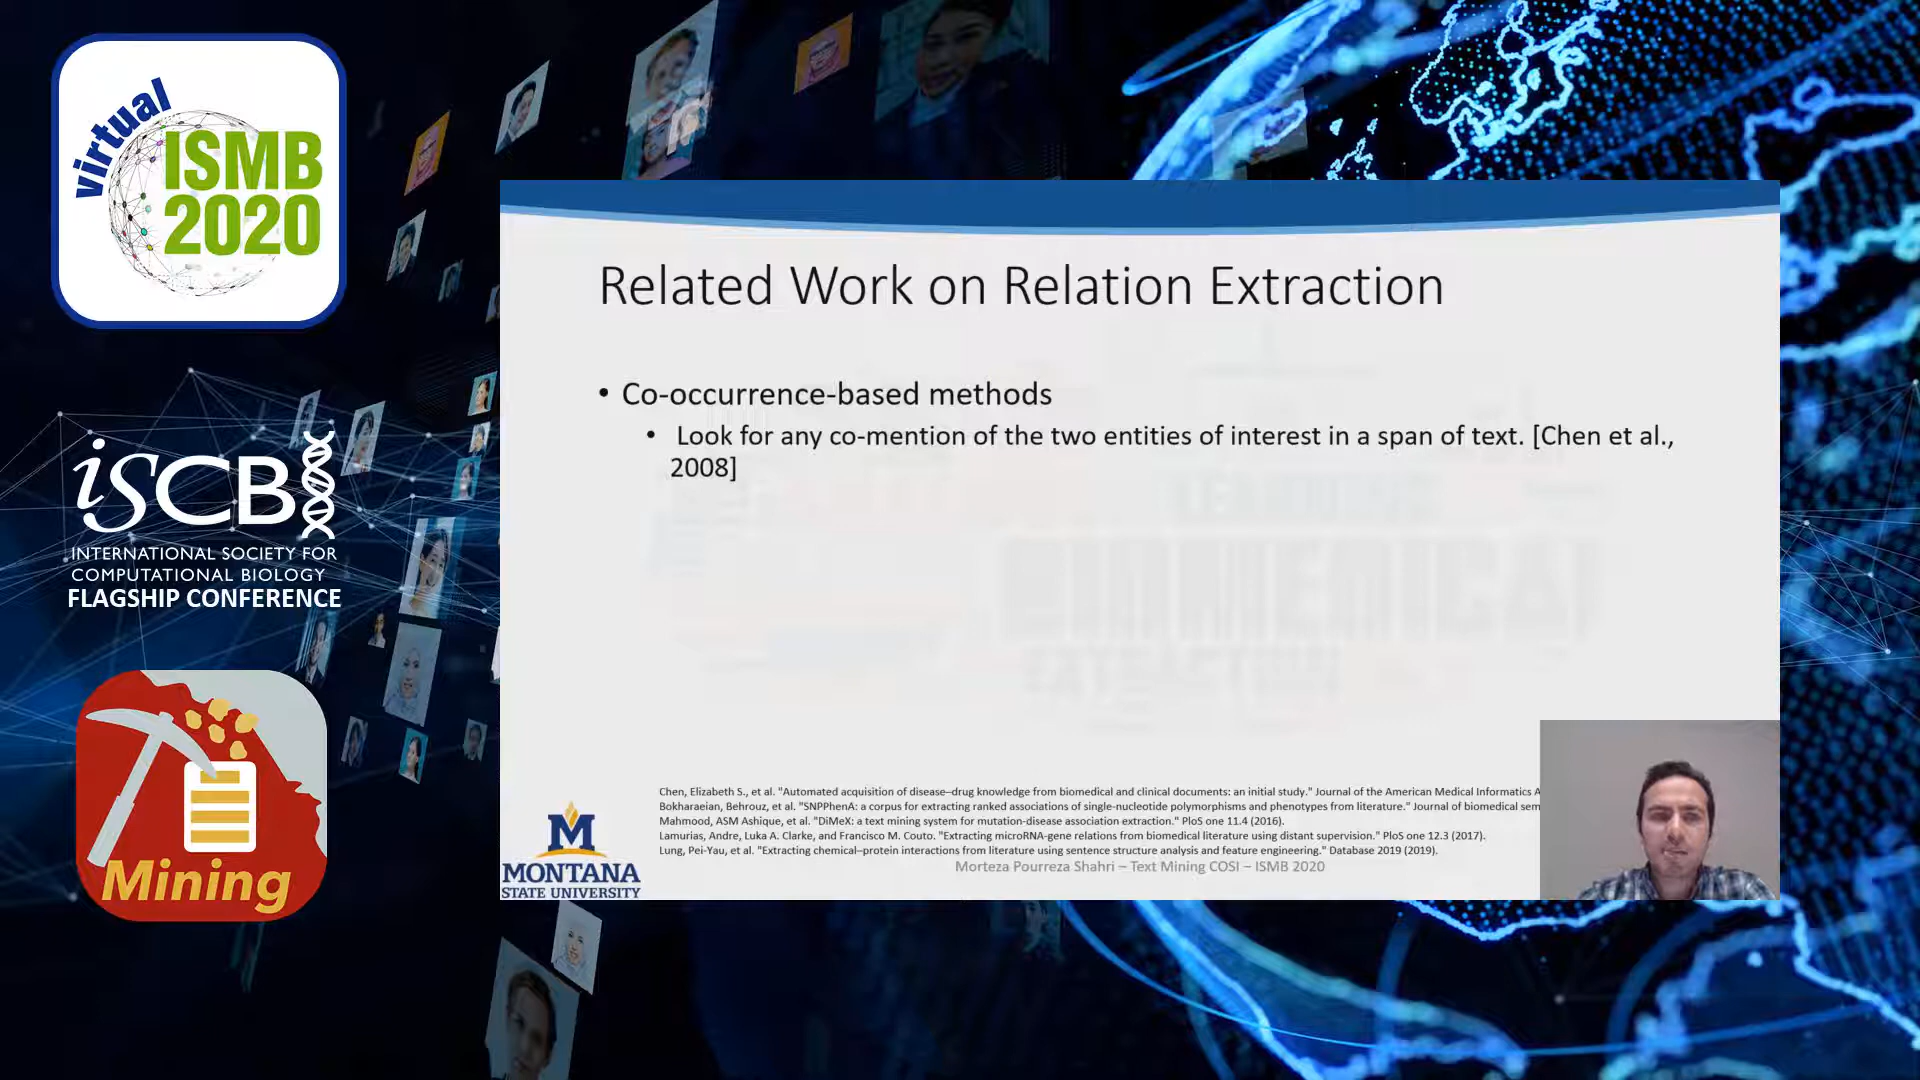 virtual
ISMB
2020
iSCB
INTERNATIONAL SOCIETY FOR
COMPUTATIONAL BIOLOGY
FLAGSHIP CONFERENCE
Mining
Related Work on Relation Extraction
• Co-occurrence-based methods
• Look for any co-mention of the two entities of interest in a span of text. [Chen et al.,
2008]
Chen, Elizabeth S., et al. "Automated acquisition of disease–drug knowledge from biomedical and clinical documents: an initial study." Journal of the American Medical Informatics A
Bokharaeian, Behrouz, et al. "SNPPhenA: a corpus for extracting ranked associations of single-nucleotide polymorphisms and phenotypes from literature." Journal of biomedical sem
Mahmood, ASM Ashique, et al. "DiMeX: a text mining system for mutation-disease association extraction." PloS one 11.4 (2016).
Lamurias, Andre, Luka A. Clarke, and Francisco M. Couto. "Extracting microRNA-gene relations from biomedical literature using distant supervision." PloS one 12.3 (2017).
Lung, Pei-Yau, et al. "Extracting chemical–protein interactions from literature using sentence structure analysis and feature engineering." Database 2019 (2019).
Morteza Pourreza Shahri – Text Mining COSI – ISMB 2020
M
MONTANA
STATE UNIVERSITY